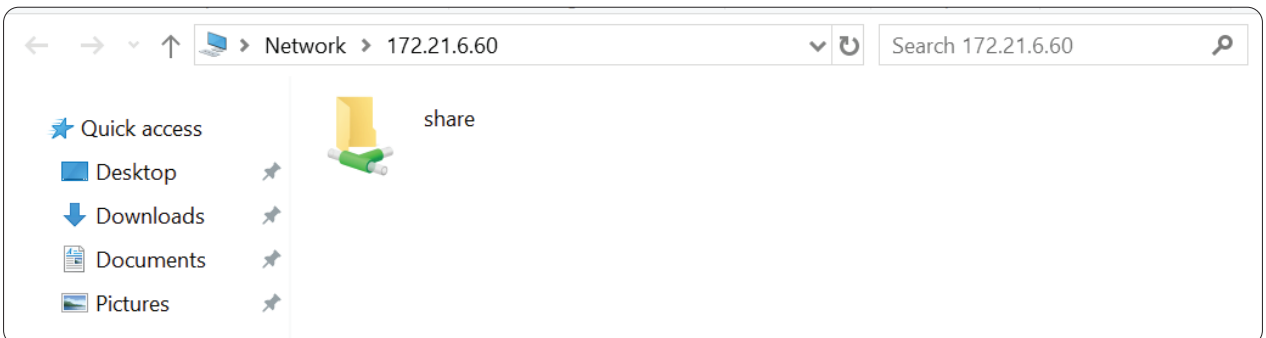 Network > 172.21.6.60
Search 172.21.6.60
Quick access
share
Desktop
Downloads
Documents
Pictures